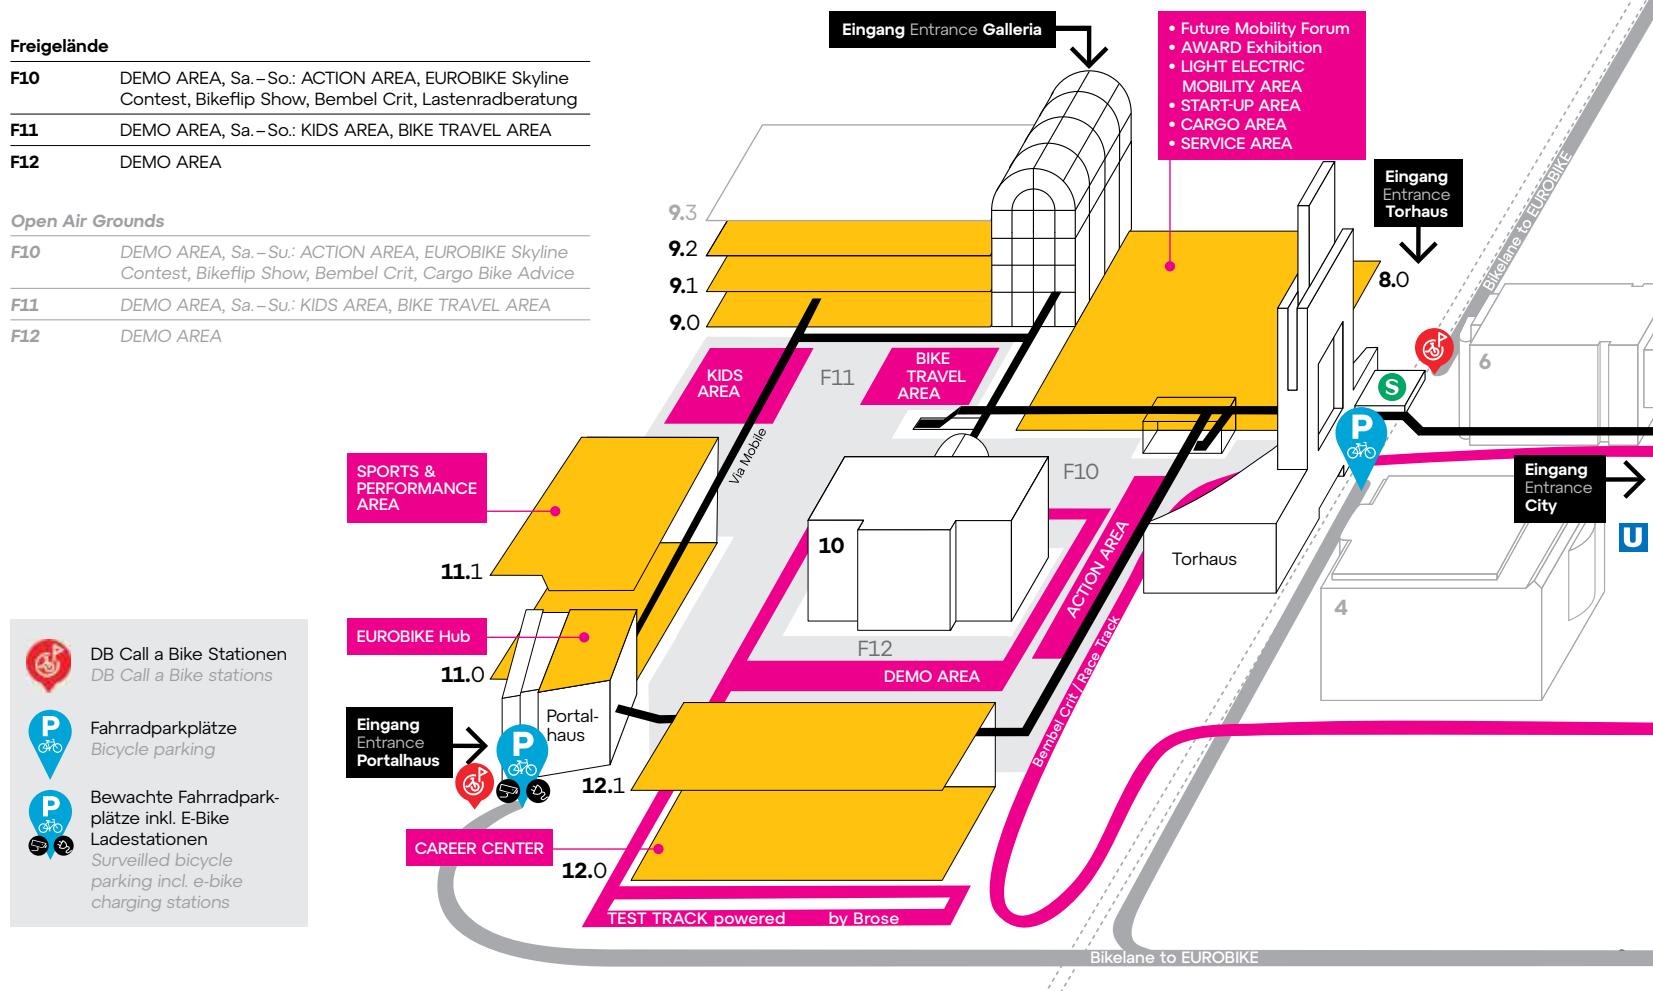 Freigelände
F10 DEMO AREA, Sa. – So.: ACTION AREA, EUROBIKE Skyline
Contest, Bikeflip Show, Bembel Crit, Lastenradberatung
F11 DEMO AREA, Sa. – So.: KIDS AREA, BIKE TRAVEL AREA
F12 DEMO AREA
Open Air Grounds
F10 DEMO AREA, Sa. – Su.: ACTION AREA, EUROBIKE Skyline
Contest, Bikeflip Show, Bembel Crit, Cargo Bike Advice
F11 DEMO AREA, Sa. – Su.: KIDS AREA, BIKE TRAVEL AREA
F12 DEMO AREA
Eingang Entrance Galleria
• Future Mobility Forum
• AWARD Exhibition
• LIGHT ELECTRIC
MOBILITY AREA
• START-UP AREA
• CARGO AREA
• SERVICE AREA
Eingang
Entrance
Torhaus
Bikelane to EUROBIKE
9.3
9.2
9.1
9.0
8.0
6
S
P
KIDS
AREA
F11
BIKE
TRAVEL
AREA
Via Mobile
F10
SPORTS &
PERFORMANCE
AREA
11.1
10
ACTION AREA
Torhaus
Eingang
Entrance
City
U
4
EUROBIKE Hub
11.0
F12
DEMO AREA
Bembel Crit / Race Track
Portal-
haus
Eingang
Entrance
Portalhaus
P
12.1
CAREER CENTER
12.0
TEST TRACK powered by Brose
Bikelane to EUROBIKE
DB Call a Bike Stationen
DB Call a Bike stations
P
Fahrradparkplätze
Bicycle parking
P
Bewachte Fahrradpark-
plätze inkl. E-Bike
Ladestationen
Surveilled bicycle
parking incl. e-bike
charging stations